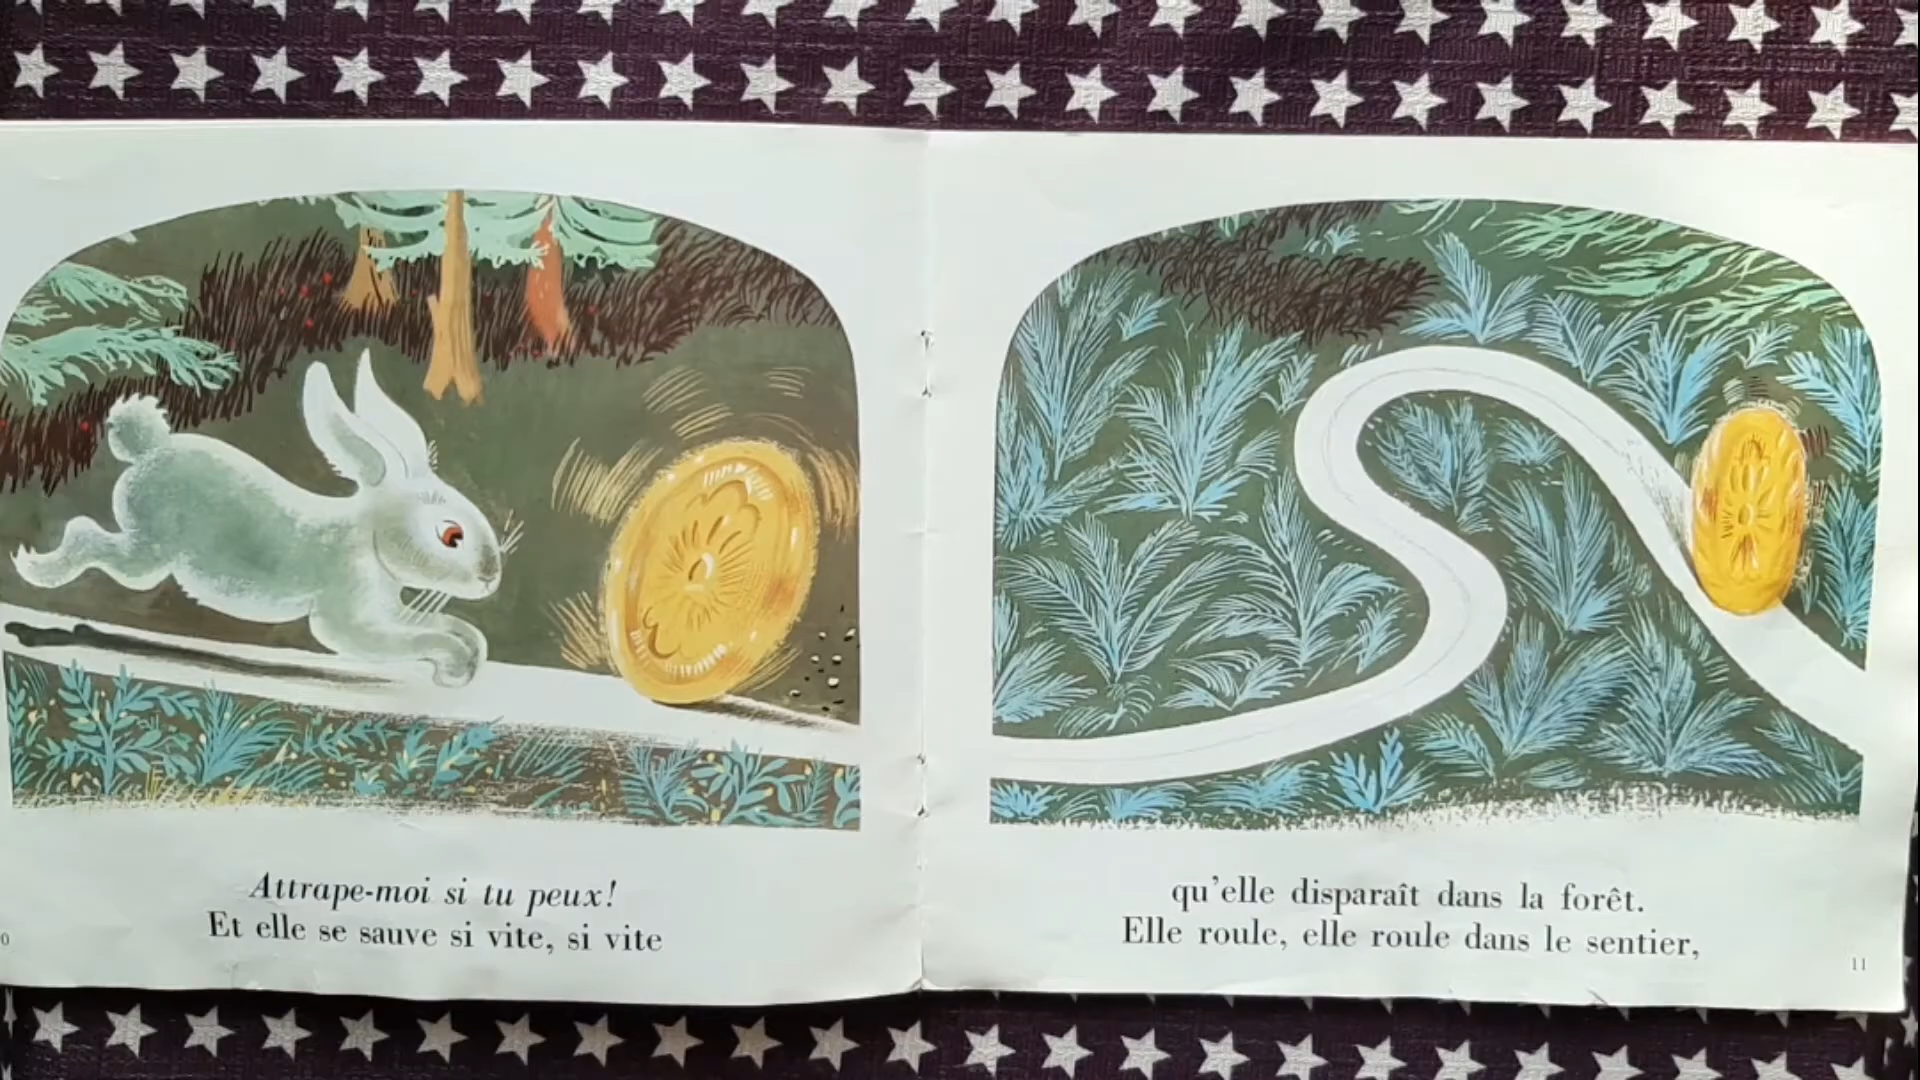 Attrape-moi si tu peux!
Et elle se sauve si vite, si vite
0
qu'elle disparaît dans la forêt.
Elle roule, elle roule dans le sentier,
11